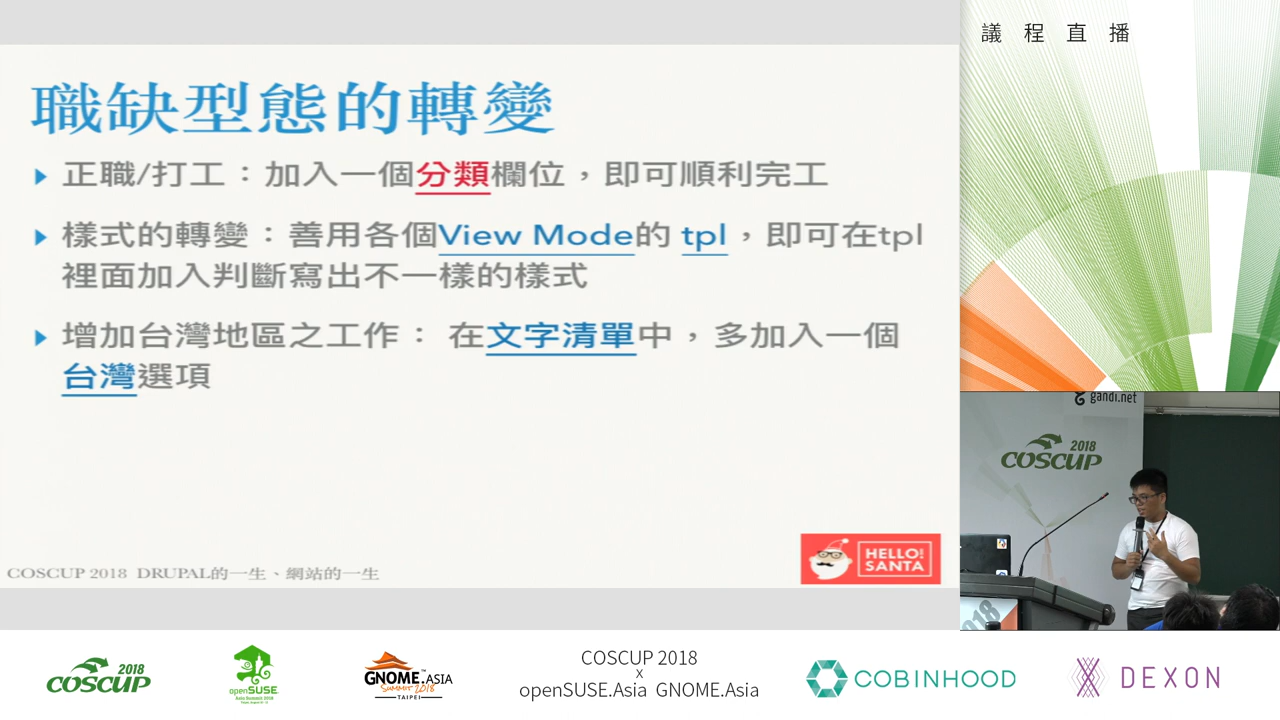 議程直播
職缺型態的轉變
正職/打工：加入一個分類欄位，即可順利完工
樣式的轉變：善用各個View Mode的 tpl，即可在tpl
裡面加入判斷寫出不一樣的樣式
增加台灣地區之工作： 在文字清單中，多加入一個
台灣選項
HELLO
SANTA
COSCUP 2018 DRUPAL的一生、網站的一生
gandi.net
2018
COSCUP
2018
COSCUP
openSUSE
GNOME.ASIA
SUMMIT 2018
TAIPEI
COSCUP 2018
x
openSUSE.Asia GNOME.Asia
COBINHOOD
DEXON